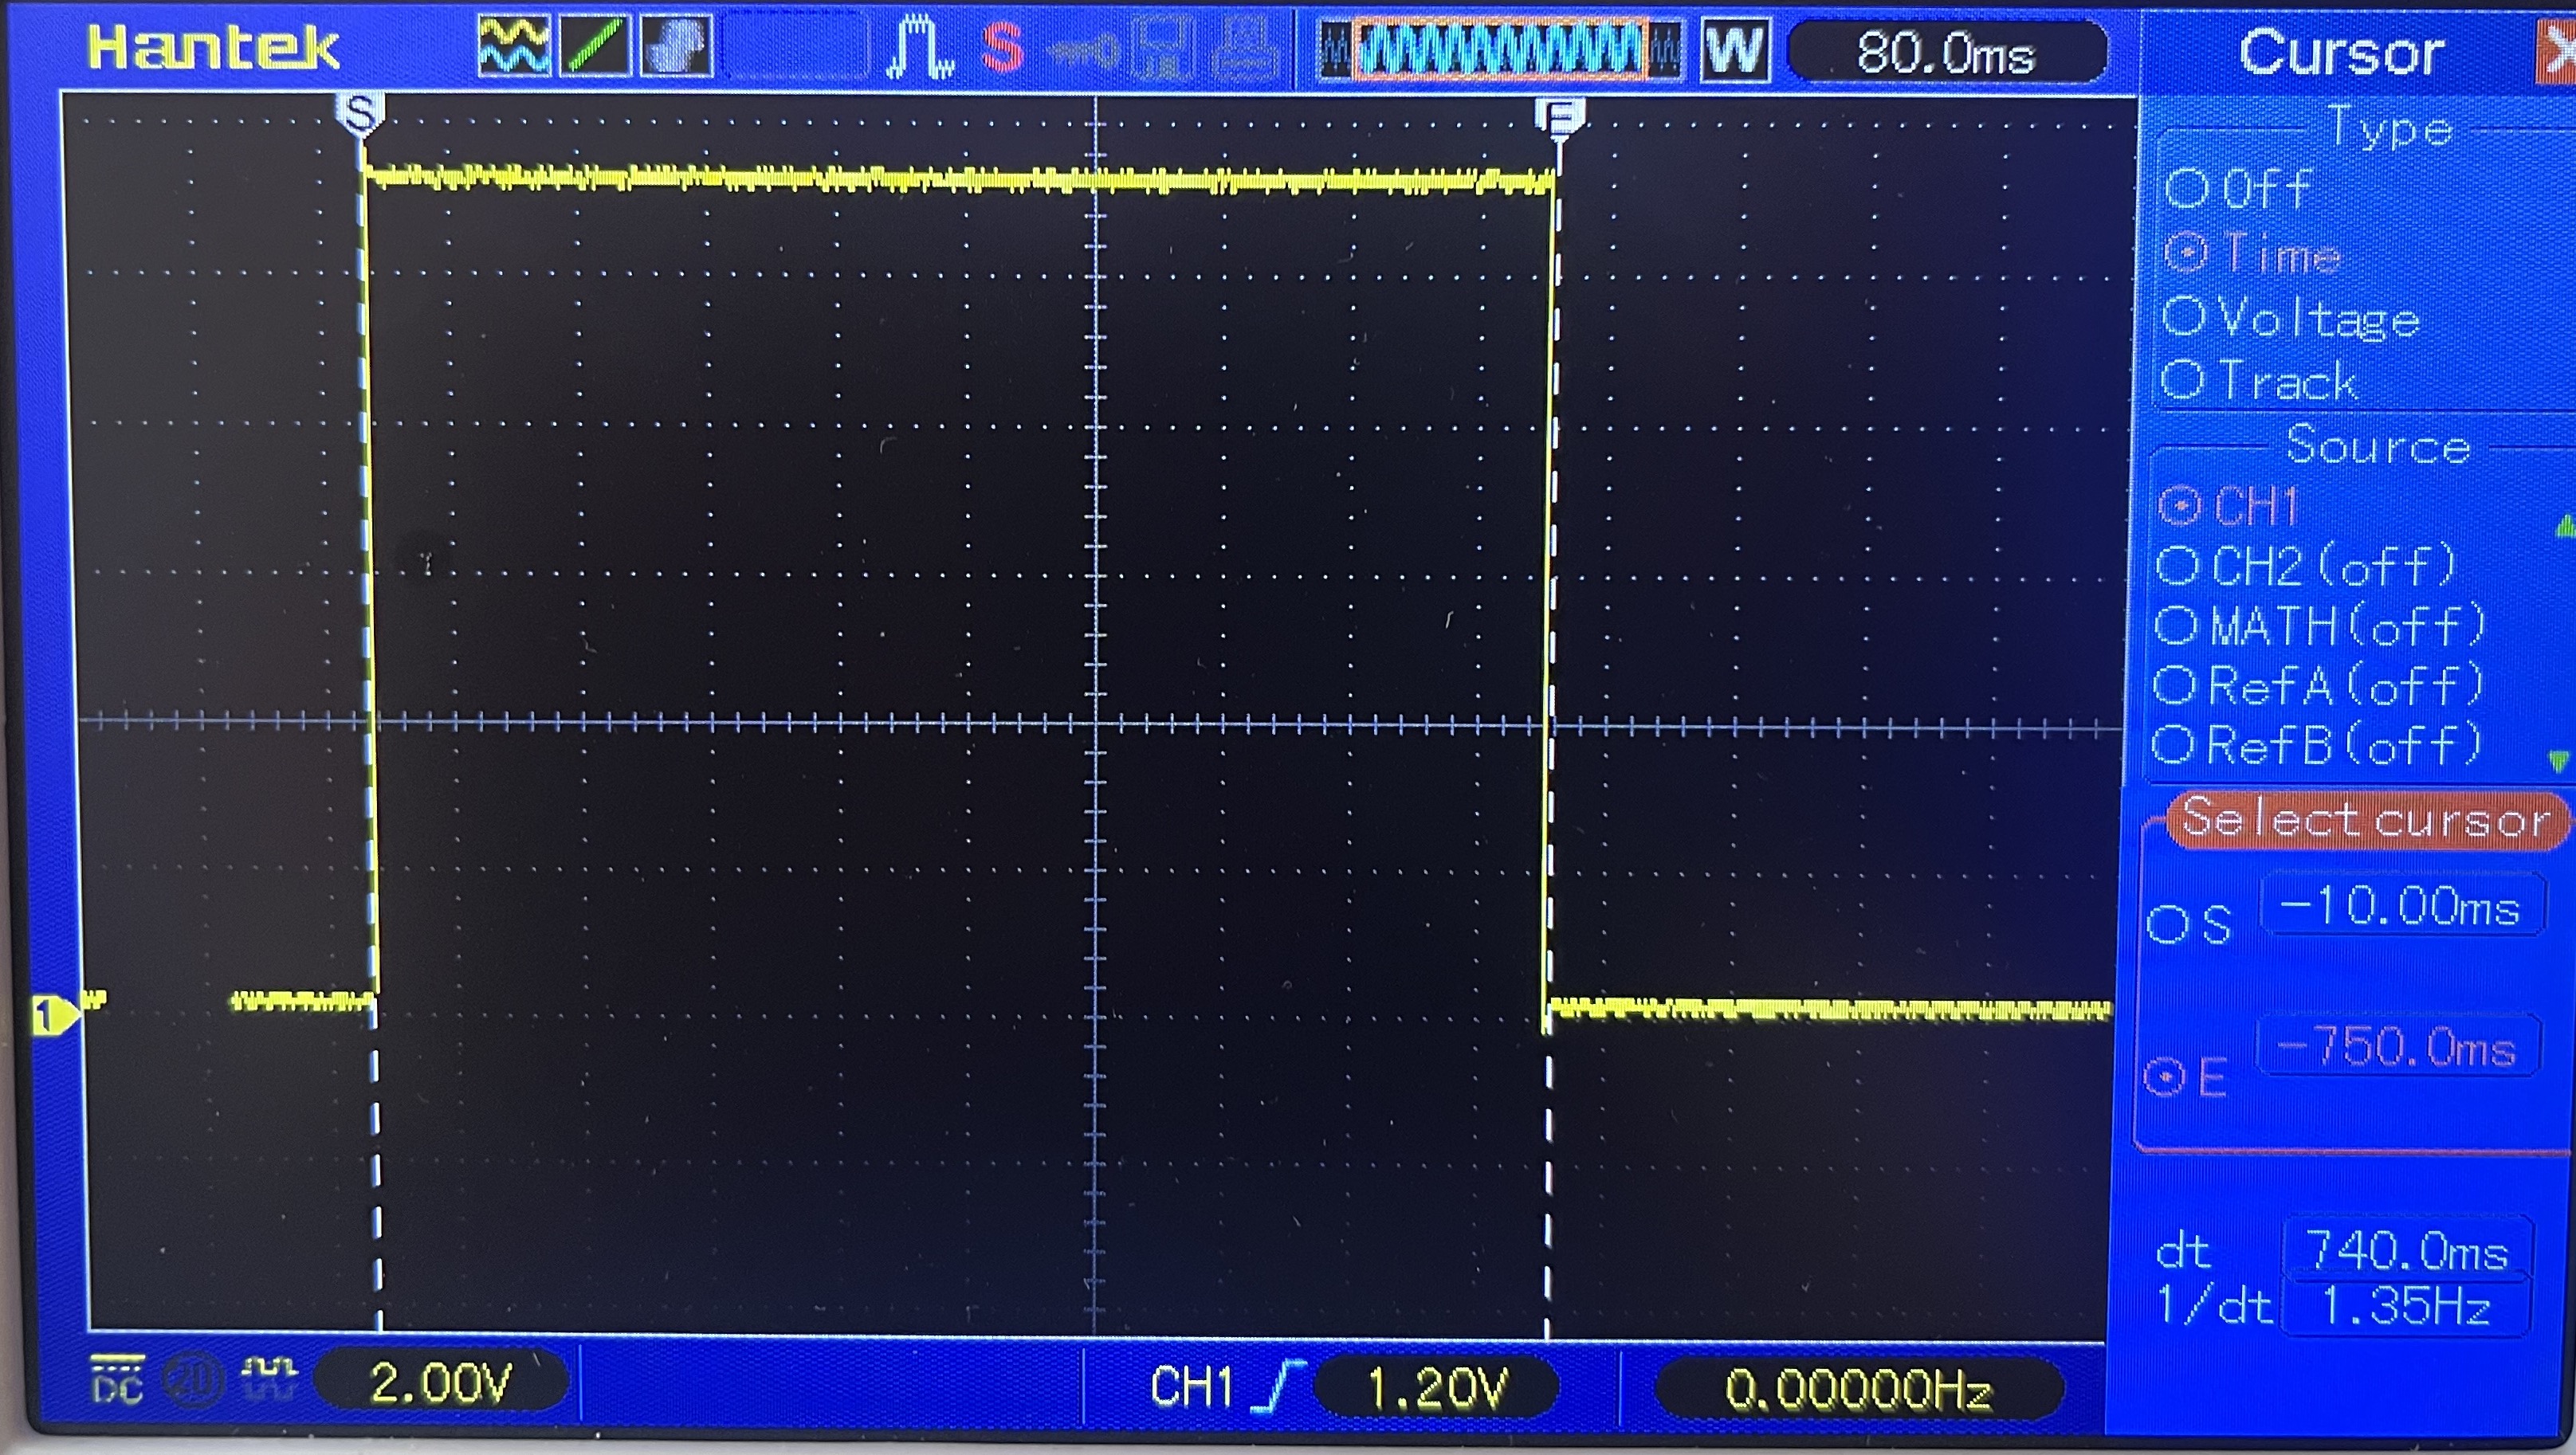 Hantek
S
W
80.0ms
Cursor
S
E
Type
Off
Time
Voltage
Track
Source
CH1
CH2(off)
MATH(off)
RefA(off)
RefB(off)
Select cursor
S
-10.00ms
E
-750.0ms
dt
740.0ms
1/dt
1.35Hz
1
DC
20
2.00V
CH1
1.20V
0.00000Hz